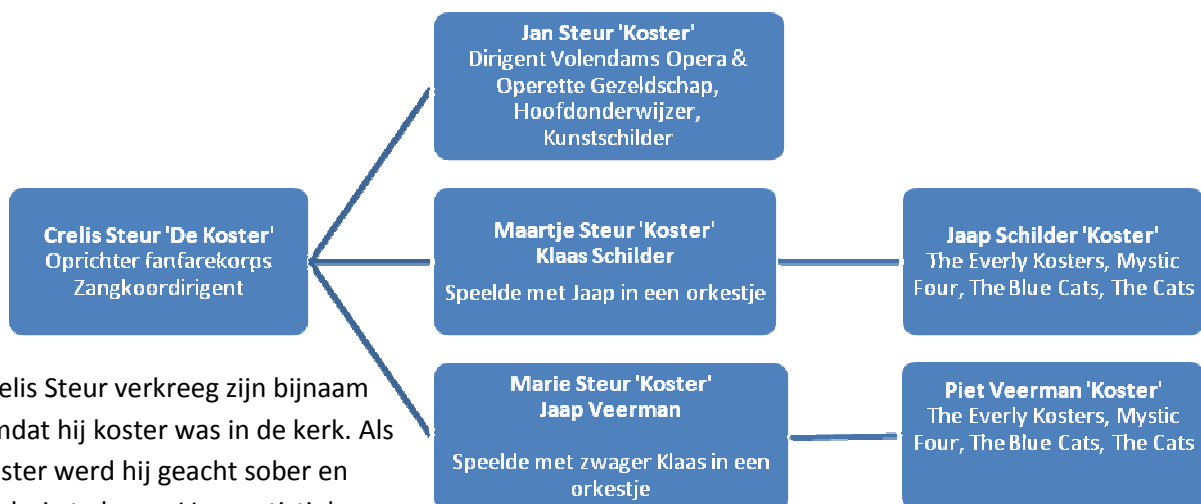 Jan Steur 'Koster'
Dirigent Volendams Opera &
Operette Gezeldschap,
Hoofdonderwijzer,
Kunstschilder
Crelis Steur 'De Koster'
Oprichter fanfarekorps
Zangkoordirigent
Maartje Steur 'Koster'
Klaas Schilder
Speelde met Jaap in een orkestje
Jaap Schilder 'Koster'
The Everly Kosters, Mystic
Four, The Blue Cats, The Cats
Marie Steur 'Koster'
Jaap Veerman
Speelde met zwager Klaas in een
orkestje
Piet Veerman 'Koster'
The Everly Kosters, Mystic
Four, The Blue Cats, The Cats
elis Steur verkreeg zijn bijnaam
mdat hij koster was in de kerk. Als
ster werd hij geacht sober en